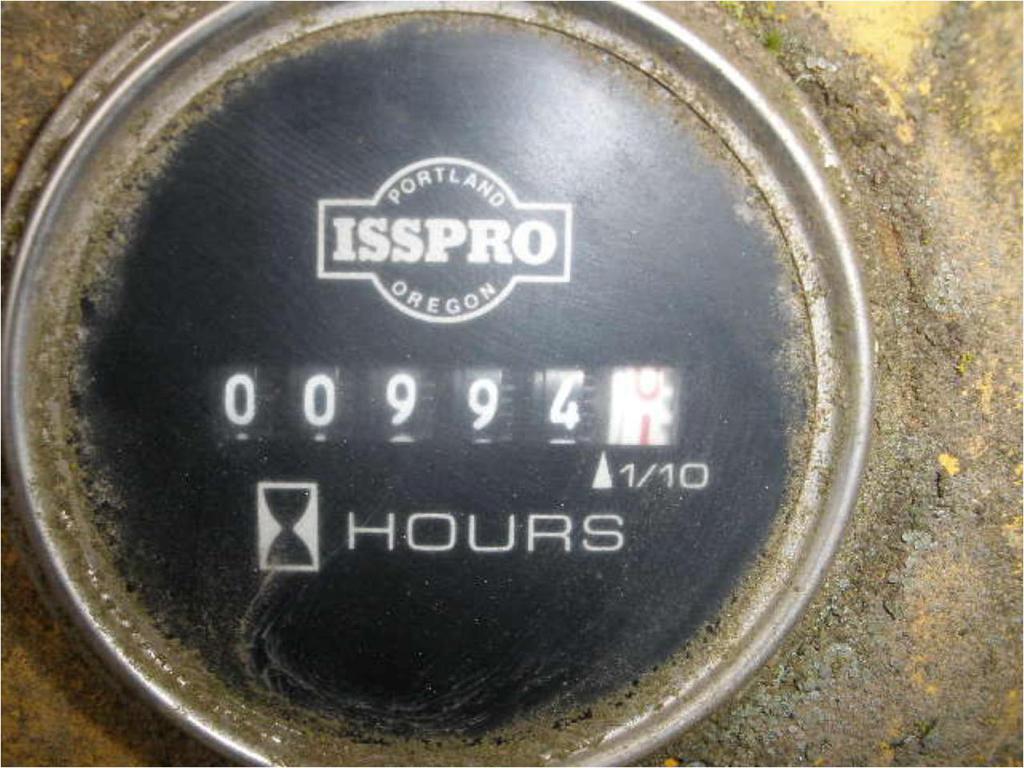 PORTLAND
ISSPRO
OREGON
00994
1/10
HOURS